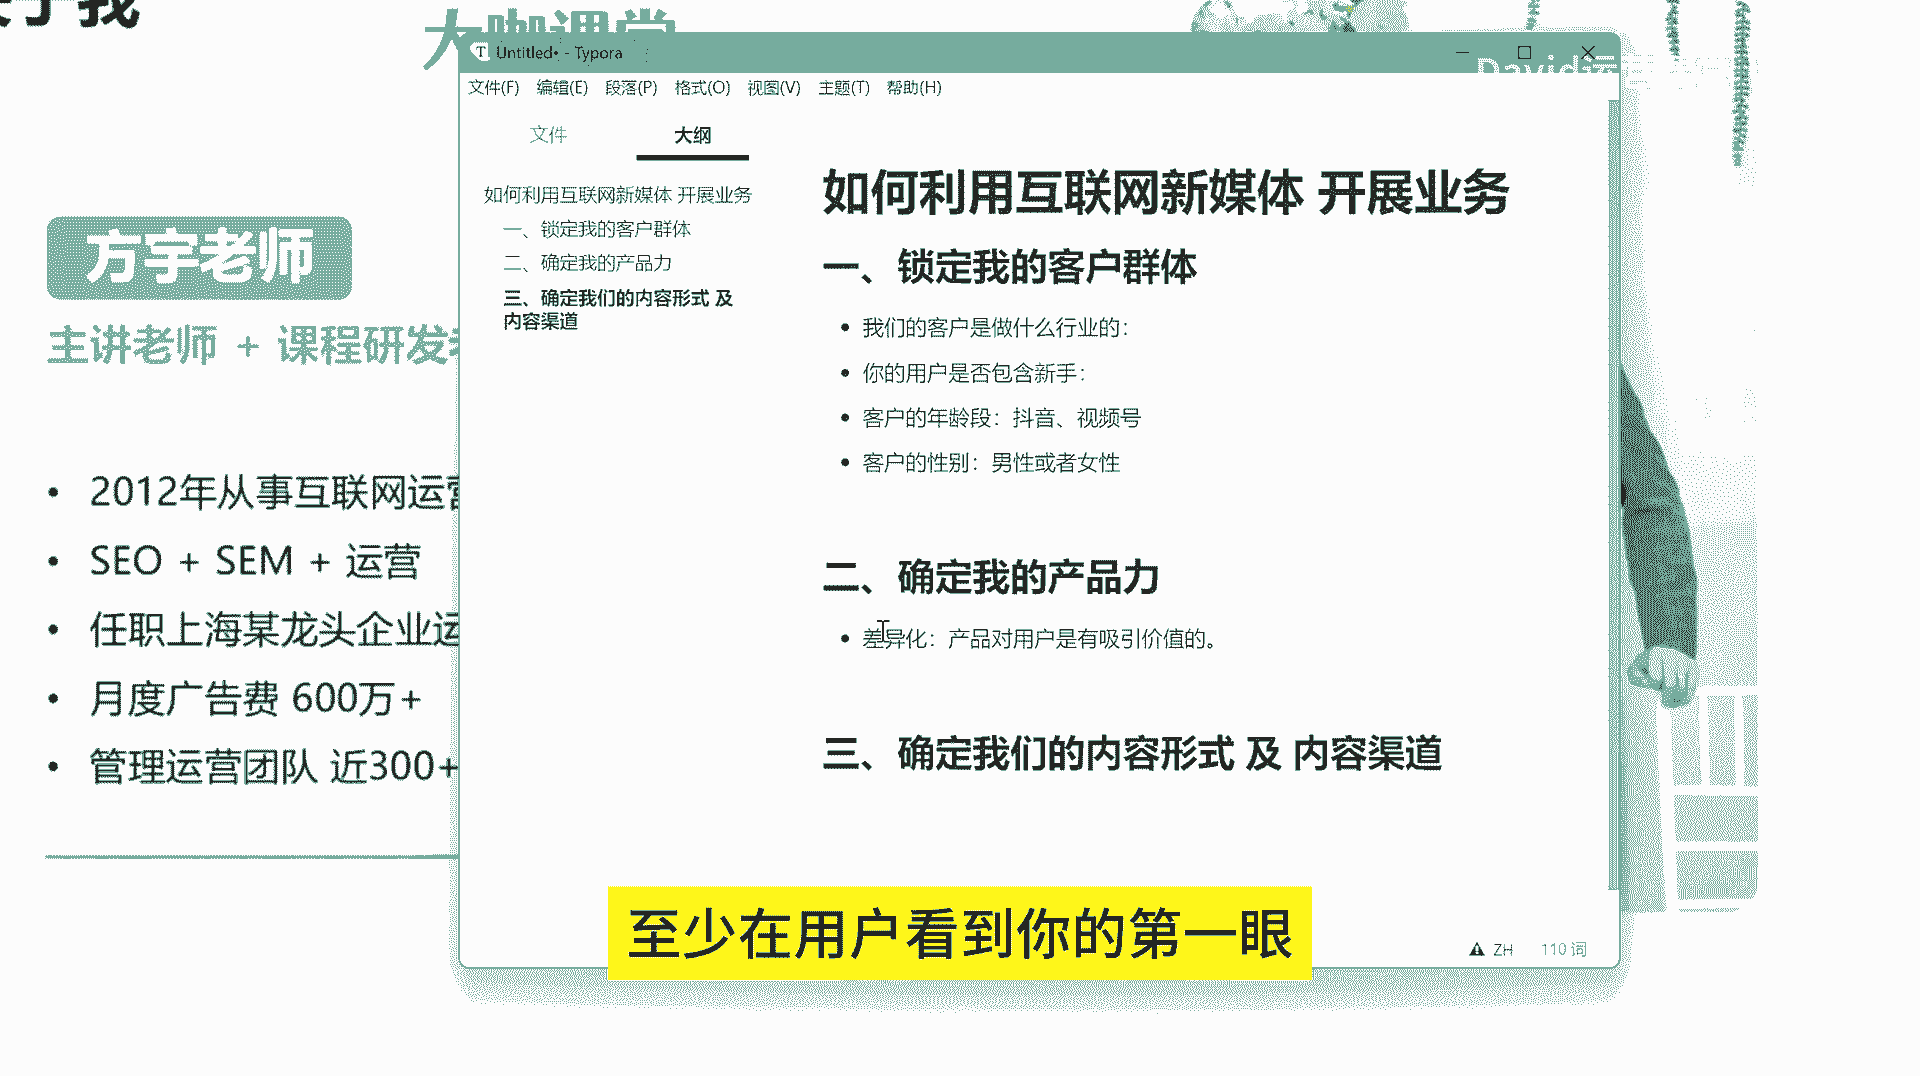 大咖课堂
Untitled• - Typora
文件(F) 编辑(E) 段落(P) 格式(O) 视图(V) 主题(T) 帮助(H)
文件 大纲
如何利用互联网新媒体 开展业务
一、锁定我的客户群体
二、确定我的产品力
三、确定我们的内容形式 及
内容渠道
如何利用互联网新媒体 开展业务
一、锁定我的客户群体
• 我们的客户是做什么行业的：
• 你的用户是否包含新手：
• 客户的年龄段：抖音、视频号
• 客户的性别：男性或者女性
二、确定我的产品力
• 差异化：产品对用户是有吸引价值的。
三、确定我们的内容形式 及 内容渠道
ZH 110 词
方宇老师
主讲老师 + 课程研发
• 2012年从事互联网运营
• SEO + SEM + 运营
• 任职上海某龙头企业运
• 月度广告费 600万+
• 管理运营团队 近300+
至少在用户看到你的第一眼